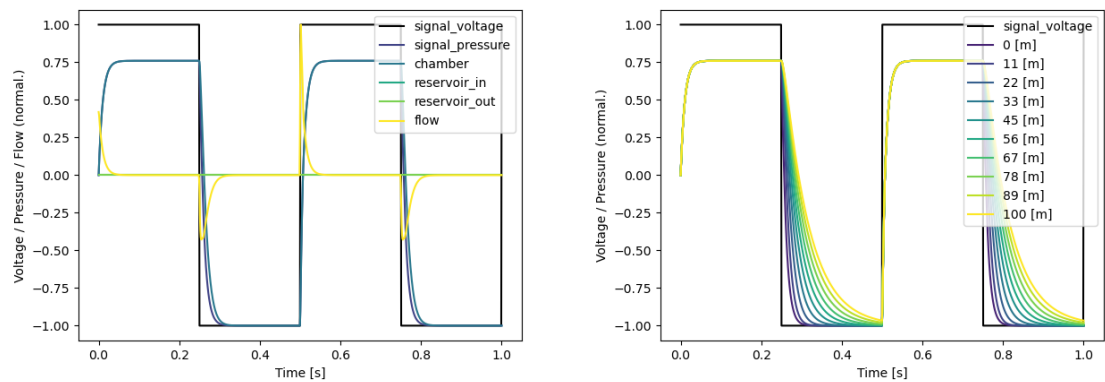 Voltage / Pressure / Flow (normal.)
1.00
0.75
0.50
0.25
0.00
−0.25
−0.50
−0.75
−1.00
signal_voltage
signal_pressure
chamber
reservoir_in
reservoir_out
flow
0.0
0.2
0.4
0.6
0.8
1.0
Time [s]
Voltage / Pressure (normal.)
1.00
0.75
0.50
0.25
0.00
−0.25
−0.50
−0.75
−1.00
signal_voltage
0 [m]
11 [m]
22 [m]
33 [m]
45 [m]
56 [m]
67 [m]
78 [m]
89 [m]
100 [m]
0.0
0.2
0.4
0.6
0.8
1.0
Time [s]